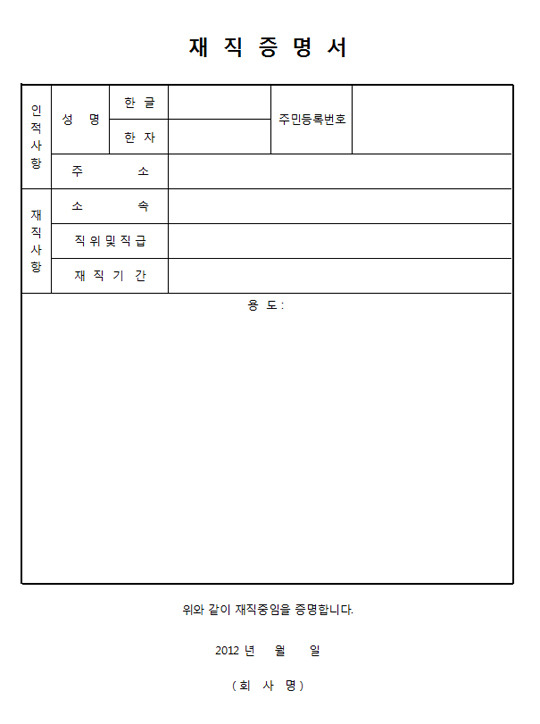 재 직 증 명 서
인적사항
성 명
한 글
주민등록번호
한 자
주 소
재직사항
소 속
직 위 및 직 급
재 직 기 간
용 도 :
위와 같이 재직중임을 증명합니다.
2012 년 월 일
( 회 사 명 )